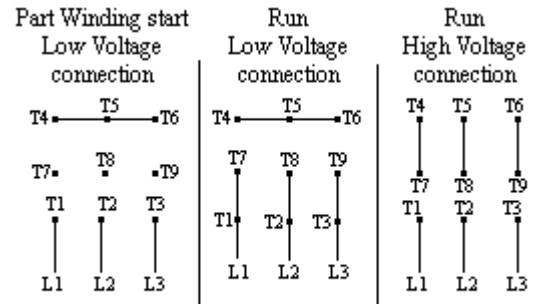 Part Winding start
Low Voltage
connection
T5
T4 T6
T8
T7 T9
T1 T2 T3
L1 L2 L3
Run
Low Voltage
connection
T5
T4 T6
T7 T8 T9
T1 T2 T3
L1 L2 L3
Run
High Voltage
connection
T4 T5 T6
T7 T8 T9
T1 T2 T3
L1 L2 L3